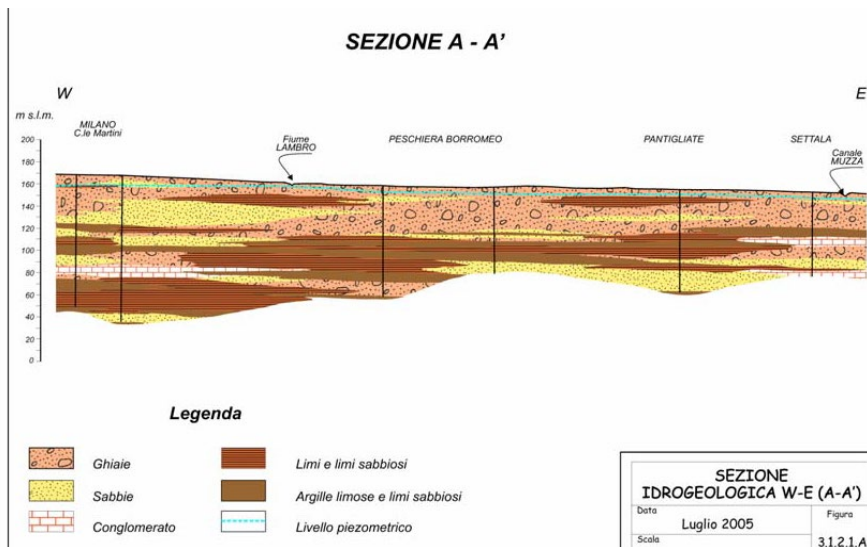 SEZIONE A - A'
W
E
m s.l.m.
MILANO
C.le Martini
Fiume
LAMBRO
PESCHIERA BORROMEO
PANTIGLIATE
SETTALA
Canale
MUZZA
200
180
160
140
120
100
80
60
40
20
0
Legenda
Ghiaie
Limi e limi sabbiosi
Sabbie
Argille limose e limi sabbiosi
Conglomerato
Livello piezometrico
SEZIONE
IDROGEOLOGICA W-E (A-A')
Data
Luglio 2005
Figura
Scala
3.1.2.1.A